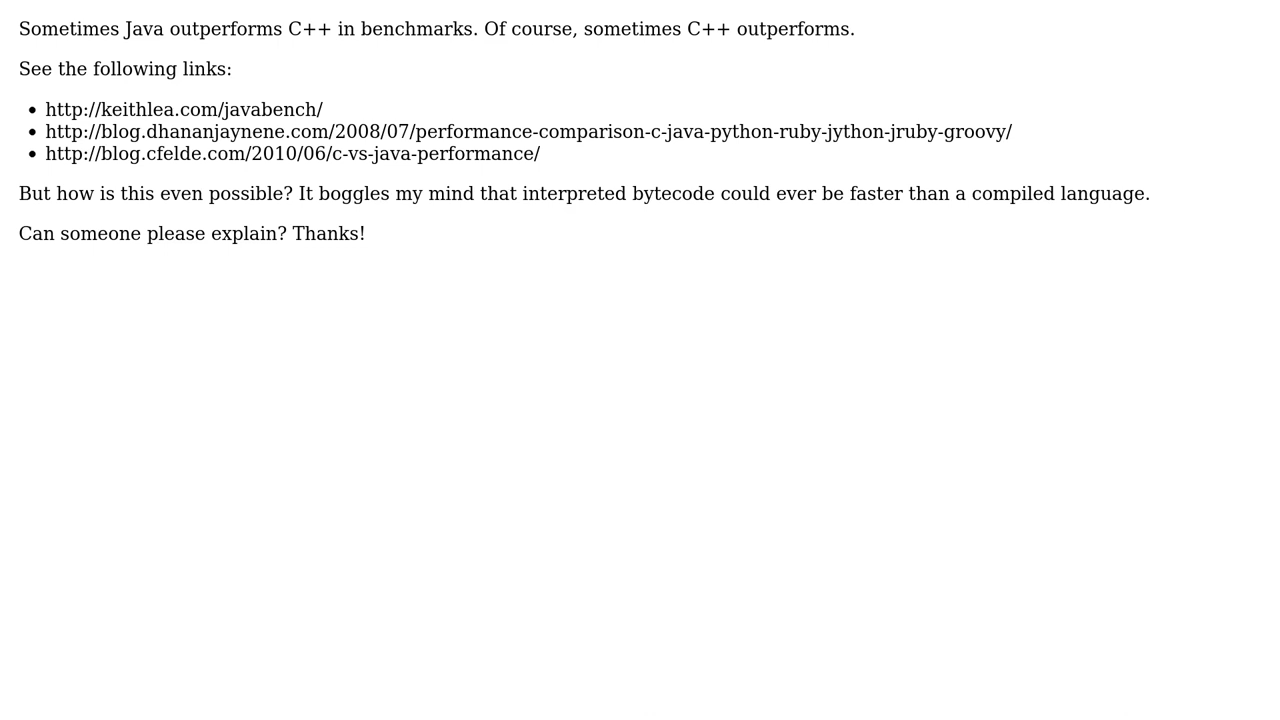 Sometimes Java outperforms C++ in benchmarks. Of course, sometimes C++ outperforms.
See the following links:
• http://keithlea.com/javabench/
• http://blog.dhananjaynene.com/2008/07/performance-comparison-c-java-python-ruby-jython-jruby-groovy/
• http://blog.cfelde.com/2010/06/c-vs-java-performance/
But how is this even possible? It boggles my mind that interpreted bytecode could ever be faster than a compiled language.
Can someone please explain? Thanks!